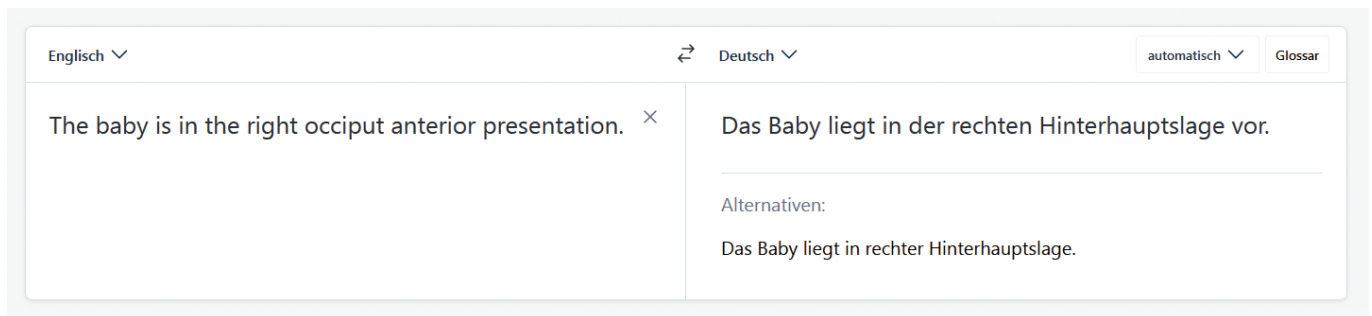 Englisch
Deutsch
automatisch
Glossar
The baby is in the right occiput anterior presentation.
Das Baby liegt in der rechten Hinterhauptslage vor.
Alternativen:
Das Baby liegt in rechter Hinterhauptslage.